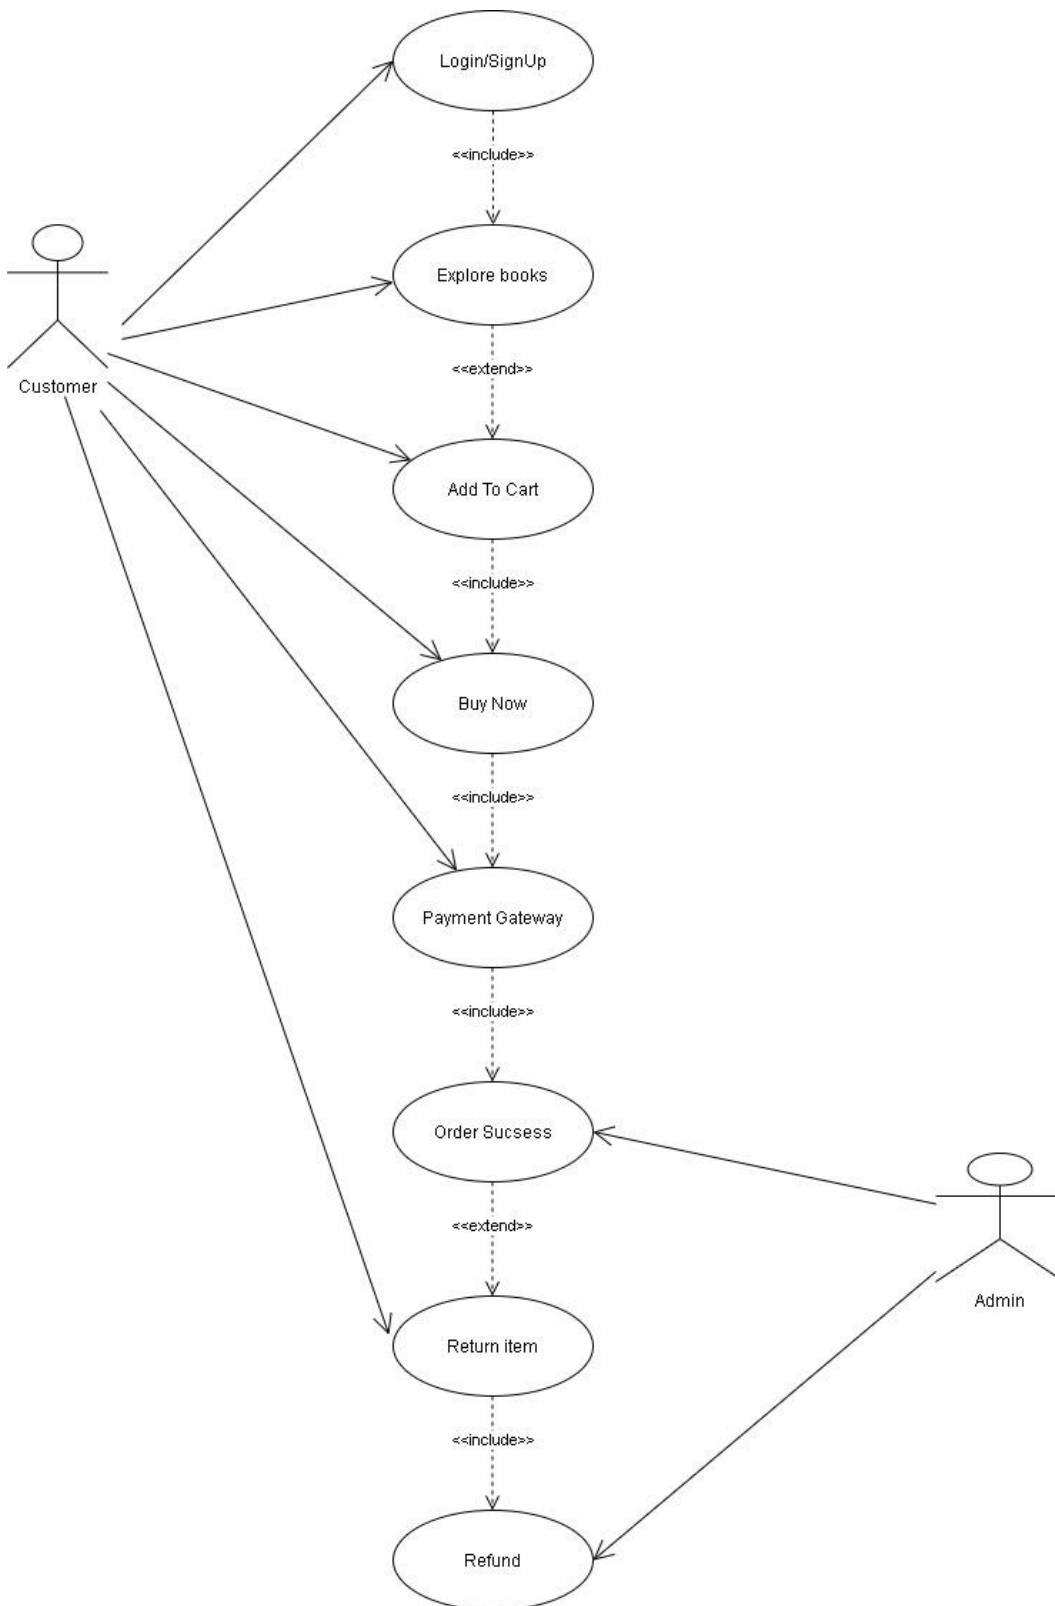 Login/SignUp
<<include>>
Explore books
<<extend>>
Customer
Add To Cart
<<include>>
Buy Now
<<include>>
Payment Gateway
<<include>>
Order Sucsess
<<extend>>
Admin
Return item
<<include>>
Refund